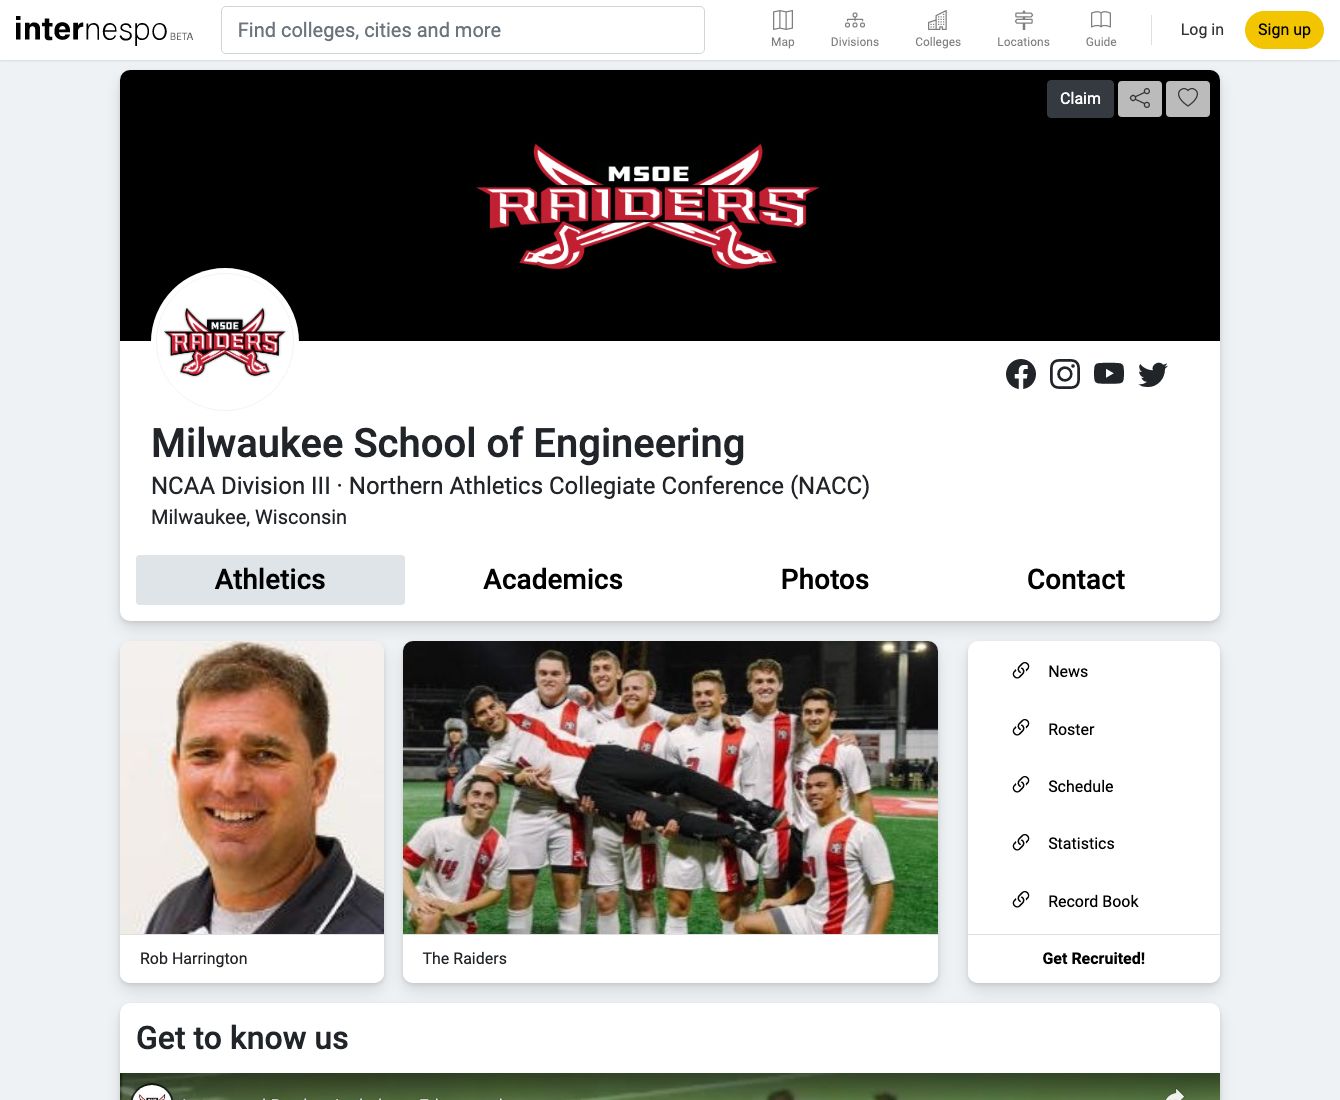 internespo BETA
Find colleges, cities and more
Map
Divisions
Colleges
Locations
Guide
Log in
Sign up
Claim
MSOE
RAIDERS
MSOE
RAIDERS
Milwaukee School of Engineering
NCAA Division III · Northern Athletics Collegiate Conference (NACC)
Milwaukee, Wisconsin
Athletics
Academics
Photos
Contact
14
Rob Harrington
The Raiders
News
Roster
Schedule
Statistics
Record Book
Get Recruited!
Get to know us